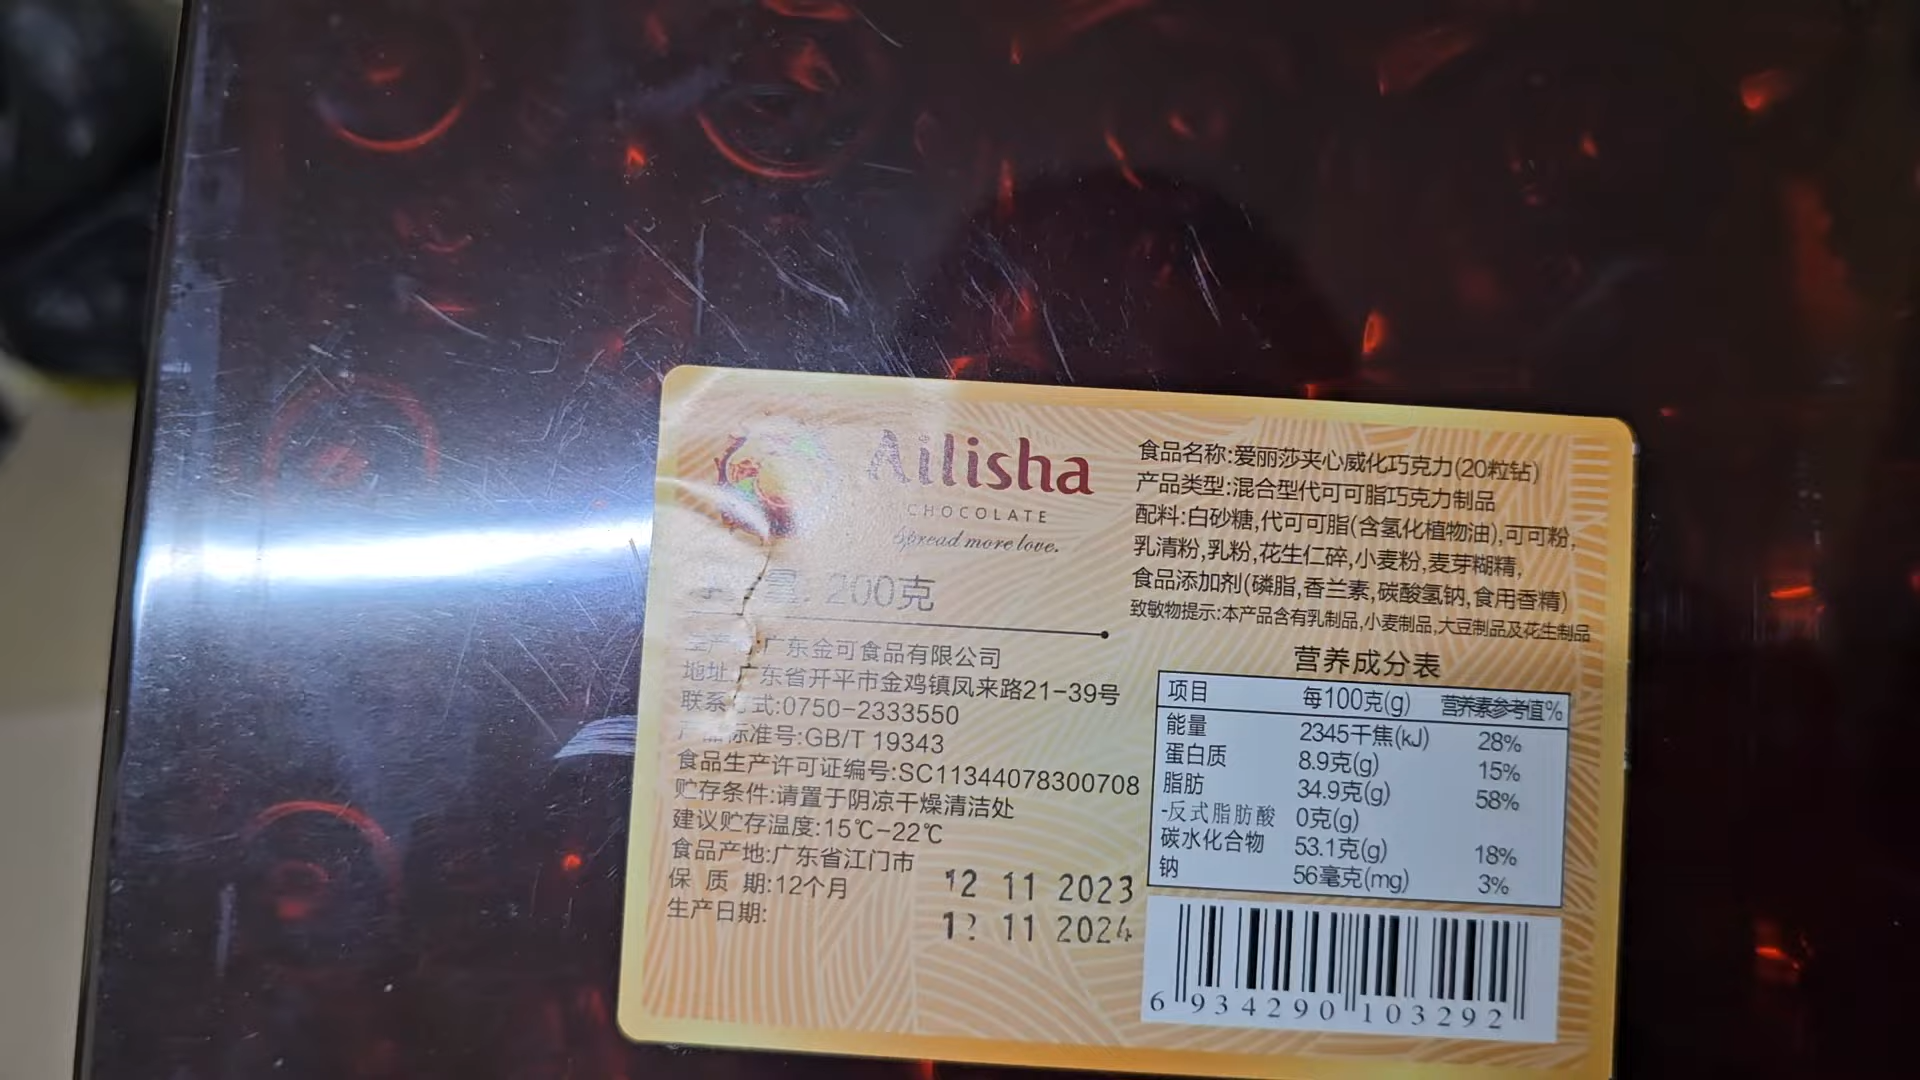 Ailisha
CHOCOLATE
Spread more love.
量: 200克
生产商:广东金可食品有限公司
地址:广东省开平市金鸡镇凤来路21-39号
联系方式:0750-2333550
产品标准号:GB/T 19343
食品生产许可证编号:SC11344078300708
贮存条件:请置于阴凉干燥清洁处
建议贮存温度:15℃-22℃
食品产地:广东省江门市
保 质 期:12个月
生产日期:
12 11 2023
12 11 2024
食品名称:爱丽莎夹心威化巧克力(20粒钻)
产品类型:混合型代可可脂巧克力制品
配料:白砂糖,代可可脂(含氢化植物油),可可粉,
乳清粉,乳粉,花生仁碎,小麦粉,麦芽糊精,
食品添加剂(磷脂,香兰素,碳酸氢钠,食用香精)
致敏物提示:本产品含有乳制品,小麦制品,大豆制品及花生制品
营养成分表
项目 每100克(g) 营养素参考值%
能量 2345千焦(kJ) 28%
蛋白质 8.9克(g) 15%
脂肪 34.9克(g) 58%
-反式脂肪酸 0克(g)
碳水化合物 53.1克(g) 18%
钠 56毫克(mg) 3%
6 934290 103292